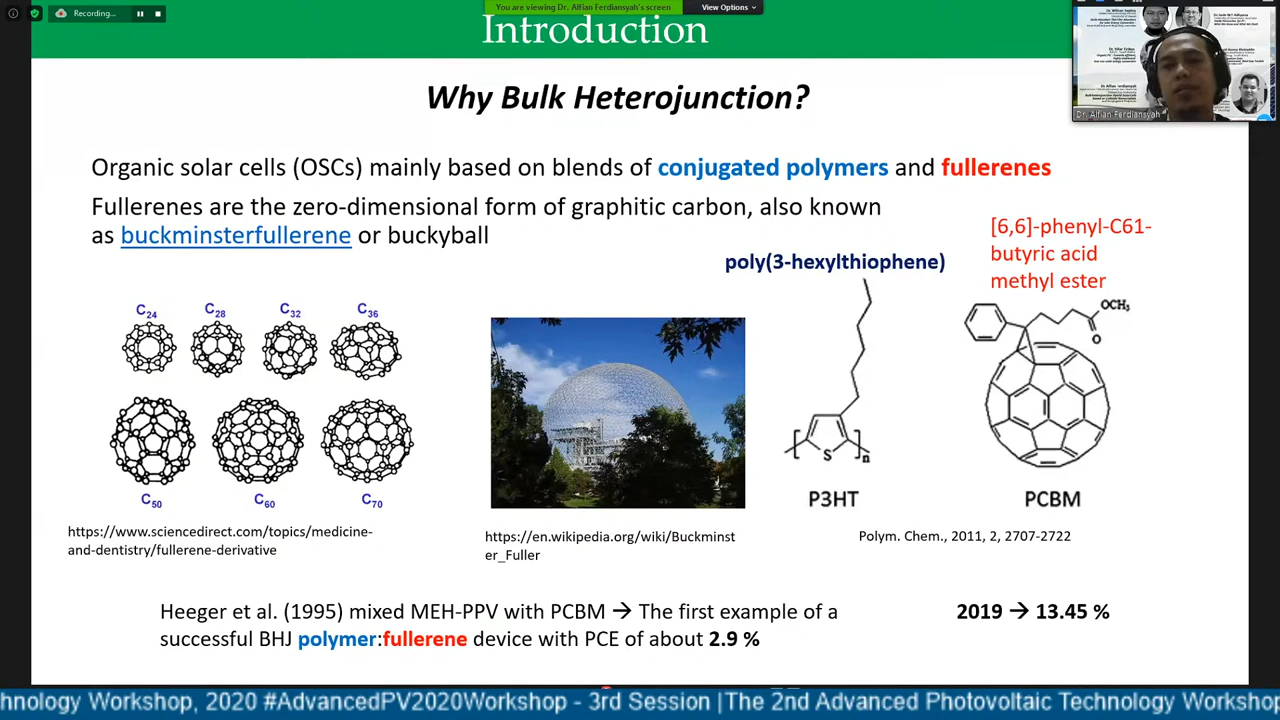 Recording...
You are viewing Dr. Alfian Ferdiansyah's screen
View Options
Introduction
Dr. Alfian Ferdiansyah
Why Bulk Heterojunction?
Organic solar cells (OSCs) mainly based on blends of conjugated polymers and fullerenes
Fullerenes are the zero-dimensional form of graphitic carbon, also known
as buckminsterfullerene or buckyball
[6,6]-phenyl-C61-
butyric acid
methyl ester
poly(3-hexylthiophene)
C24
C28
C32
C36
OCH3
O
S
n
C50
C60
C70
P3HT
PCBM
https://www.sciencedirect.com/topics/medicine-
and-dentistry/fullerene-derivative
https://en.wikipedia.org/wiki/Buckminst
er_Fuller
Polym. Chem., 2011, 2, 2707-2722
Heeger et al. (1995) mixed MEH-PPV with PCBM → The first example of a
successful BHJ polymer:fullerene device with PCE of about 2.9 %
2019 → 13.45 %
hnology Workshop, 2020 #AdvancedPV2020Workshop - 3rd Session |The 2nd Advanced Photovoltaic Technology Workshop